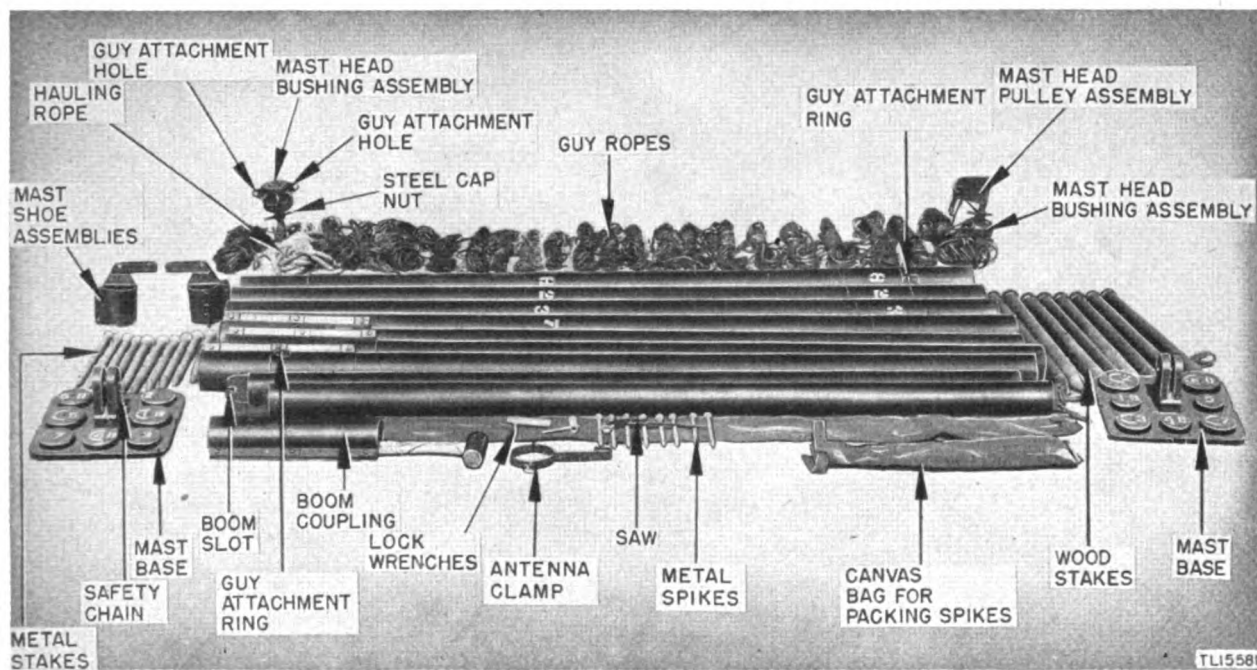 GUY ATTACHMENT
HOLE
MAST HEAD
BUSHING ASSEMBLY
HAULING
ROPE
GUY ATTACHMENT
HOLE
STEEL CAP
NUT
MAST
SHOE
ASSEMBLIES
GUY ROPES
GUY ATTACHMENT
RING
MAST HEAD
PULLEY ASSEMBLY
MAST HEAD
BUSHING ASSEMBLY
METAL
STAKES
SAFETY
CHAIN
MAST
BASE
BOOM
SLOT
GUY
ATTACHMENT
RING
BOOM
COUPLING
LOCK
WRENCHES
ANTENNA
CLAMP
SAW
METAL
SPIKES
CANVAS
BAG FOR
PACKING SPIKES
WOOD
STAKES
MAST
BASE